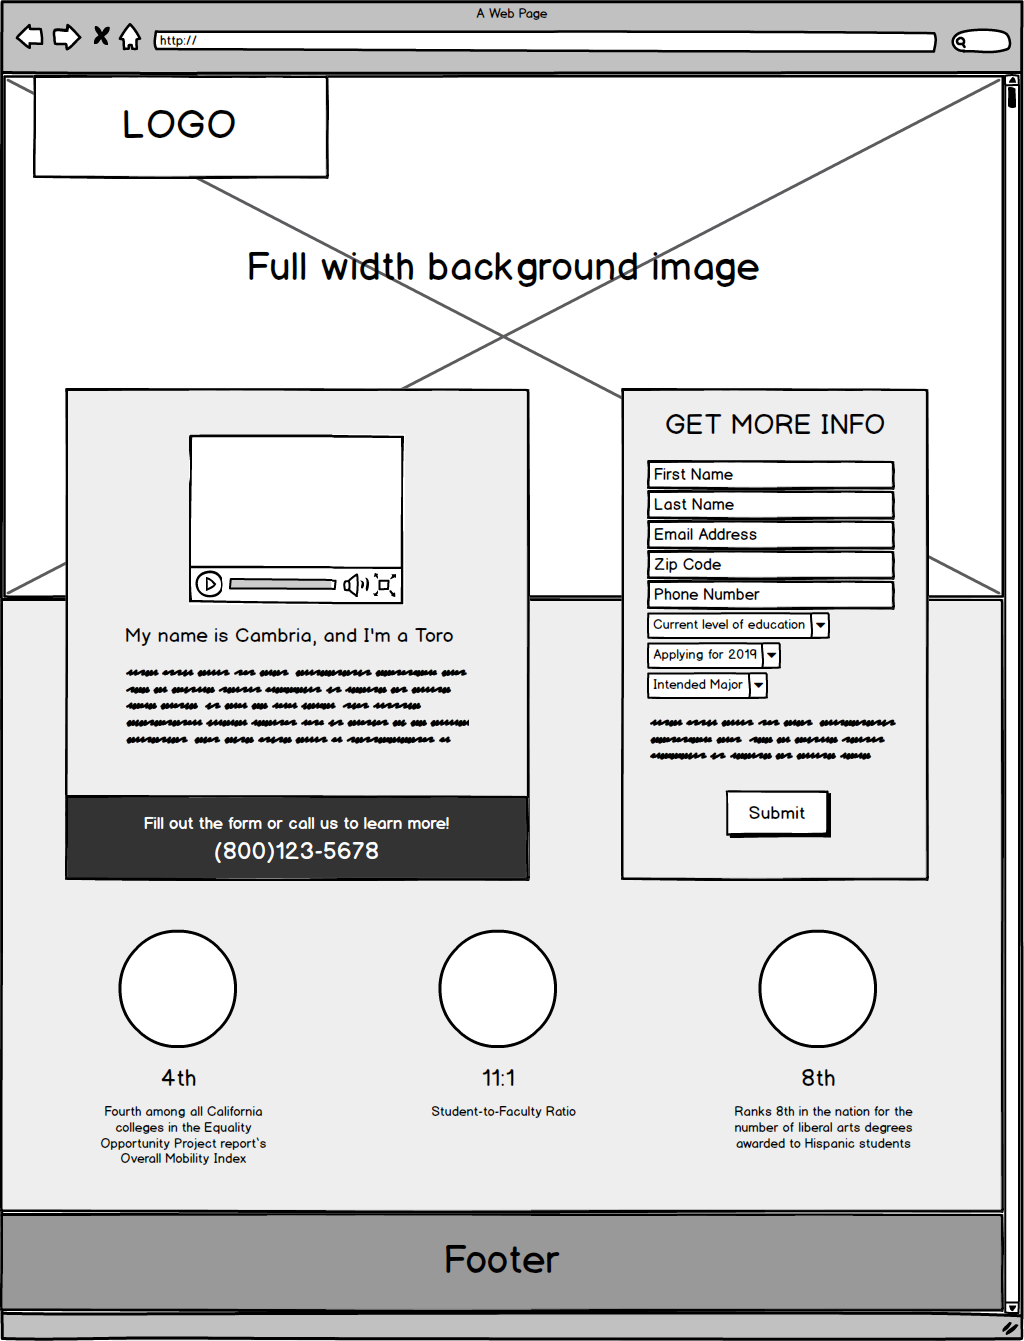 A Web Page
http://
LOGO
Full width background image
My name is Cambria, and I'm a Toro
Fill out the form or call us to learn more!
(800)123-5678
GET MORE INFO
First Name
Last Name
Email Address
Zip Code
Phone Number
Current level of education
Applying for 2019
Intended Major
Submit
4th
Fourth among all California
colleges in the Equality
Opportunity Project report`s
Overall Mobility Index
11:1
Student-to-Faculty Ratio
8th
Ranks 8th in the nation for the
number of liberal arts degrees
awarded to Hispanic students
Footer